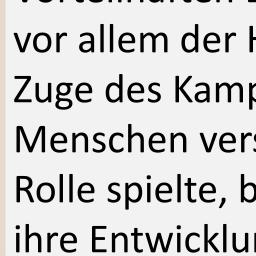 vor allem der
Zuge des Kamp
Menschen vers
Rolle spielte, b
ihre Entwicklu